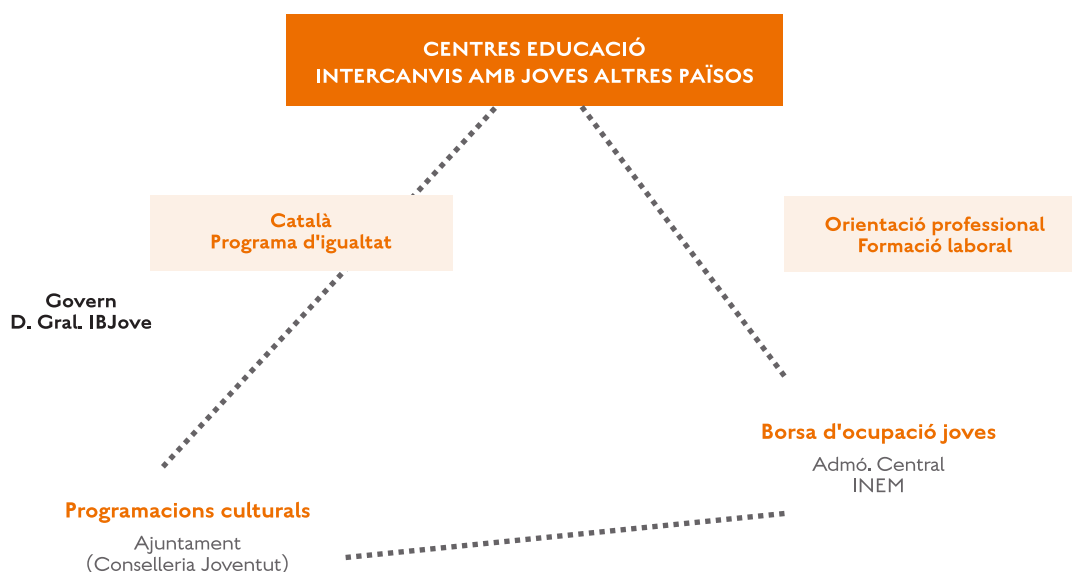 CENTRES EDUCACIÓ
INTERCANVIS AMB JOVES ALTRES PAÏSOS
Català
Programa d'igualtat
Orientació professional
Formació laboral
Govern
D. Gral. IBJove
Borsa d'ocupació joves
Admó. Central
INEM
Programacions culturals
Ajuntament
(Conselleria Joventut)